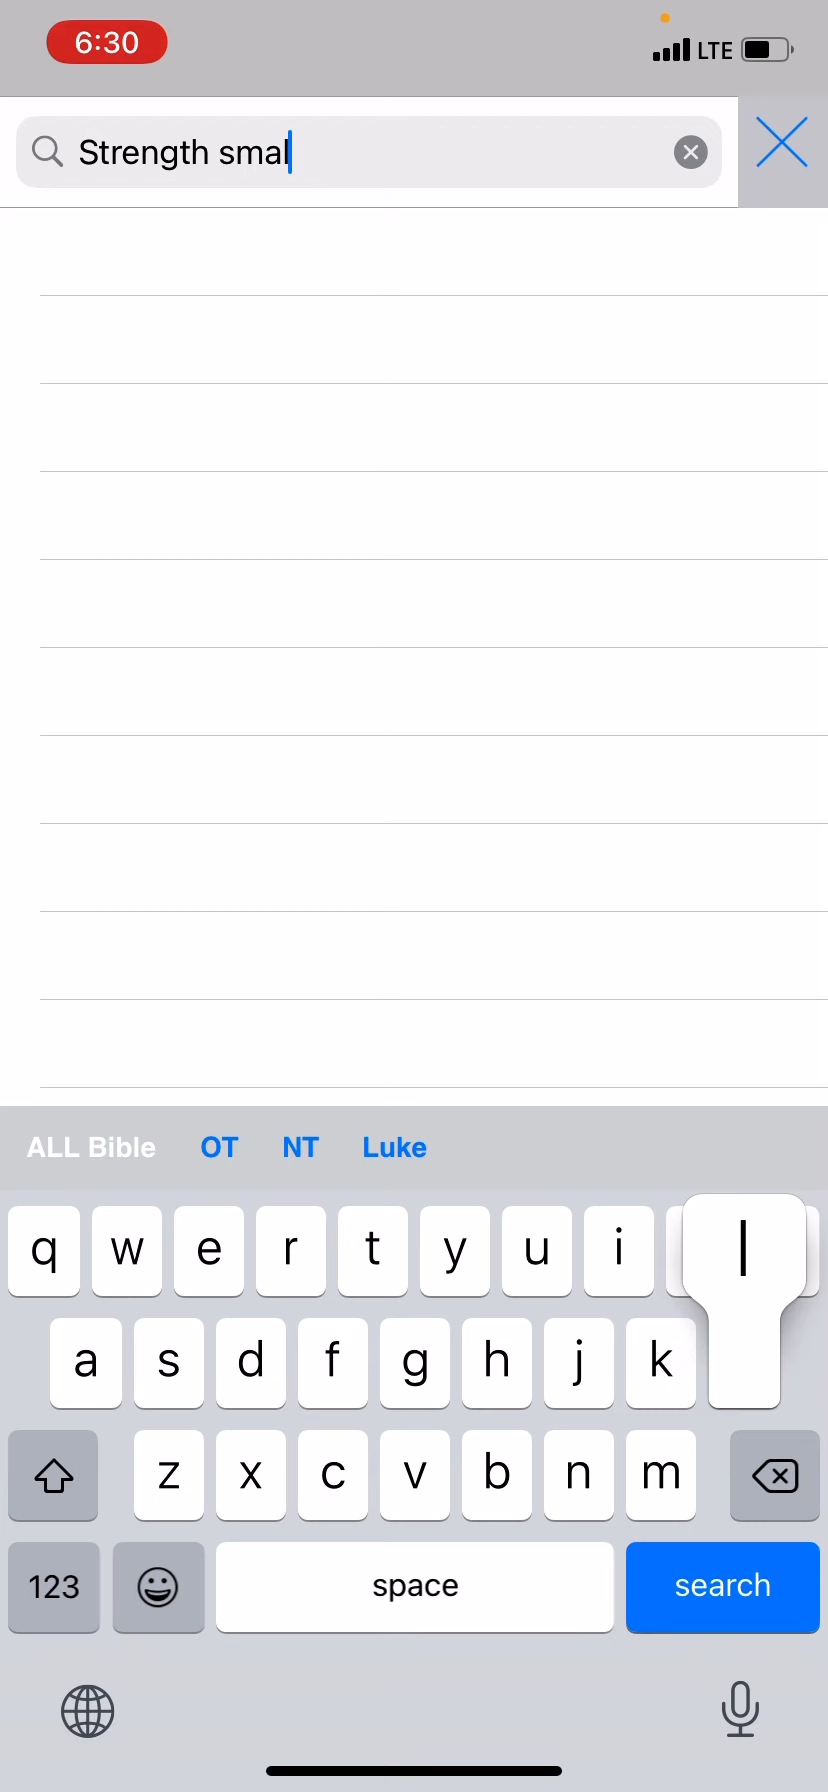 6:30 LTE
Strength smal
ALL Bible OT NT Luke
q w e r t y u i l
a s d f g h j k
z x c v b n m
123 space search